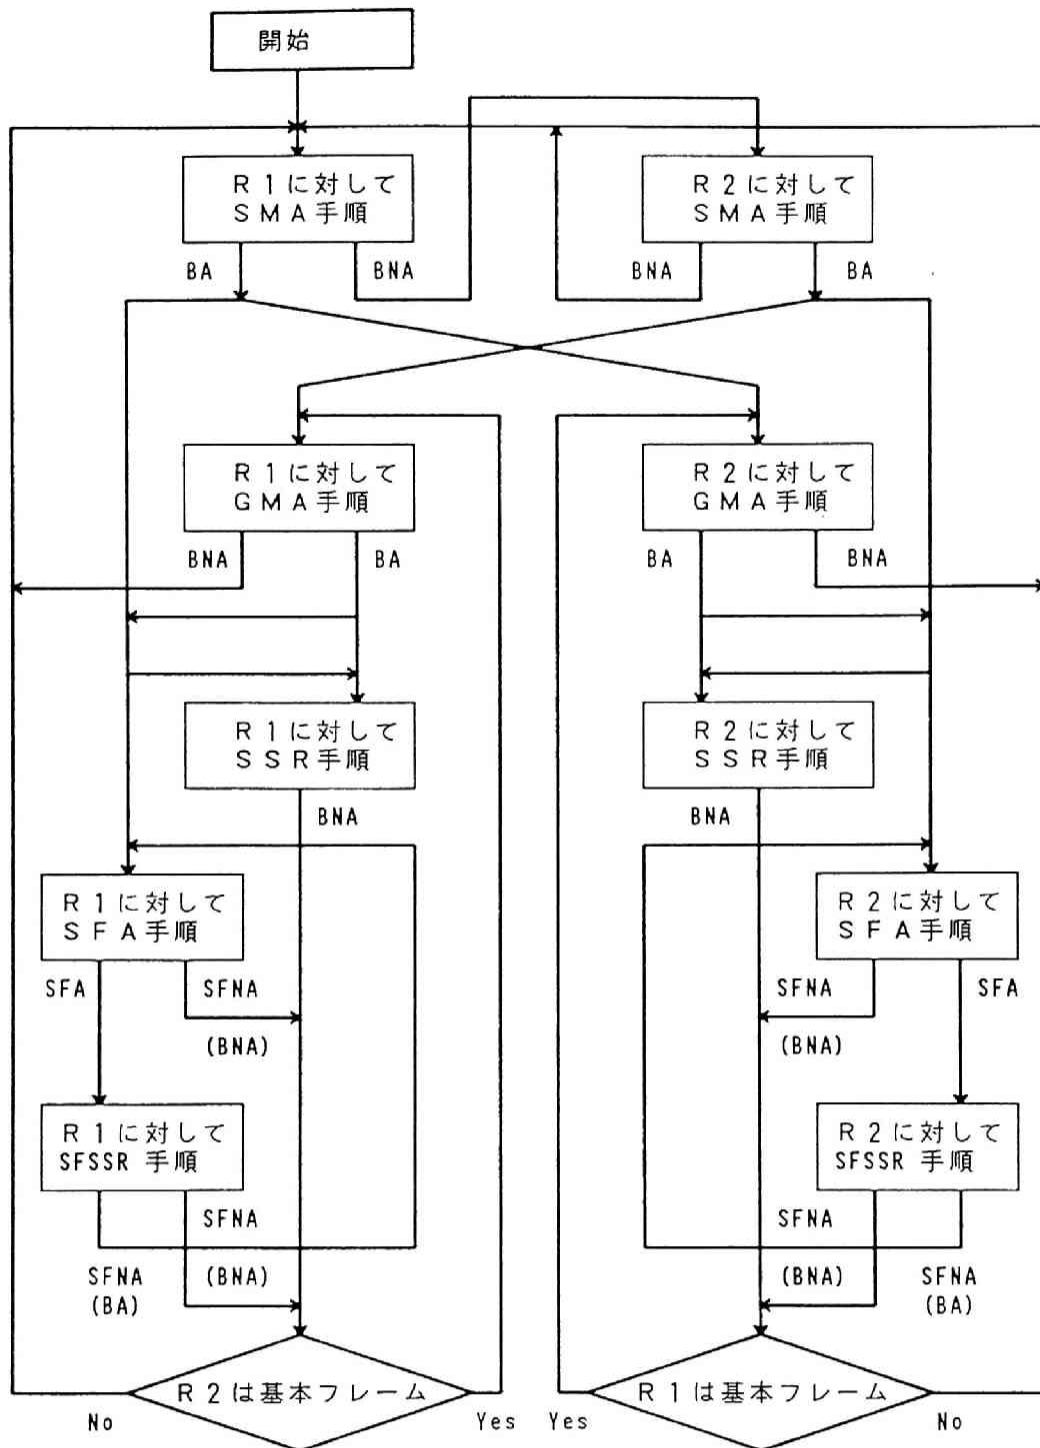 開始
R1に対して
SMA手順
R2に対して
SMA手順
BA
BNA
BNA
BA
R1に対して
GMA手順
R2に対して
GMA手順
BNA
BA
BA
BNA
R1に対して
SSR手順
R2に対して
SSR手順
BNA
BNA
R1に対して
SFA手順
R2に対して
SFA手順
SFA
SFNA
(BNA)
SFNA
(BNA)
SFA
R1に対して
SFSSR 手順
R2に対して
SFSSR 手順
SFNA
(BNA)
SFNA
(BA)
SFNA
(BNA)
SFNA
(BA)
R2は基本フレーム
R1は基本フレーム
No
Yes
Yes
No